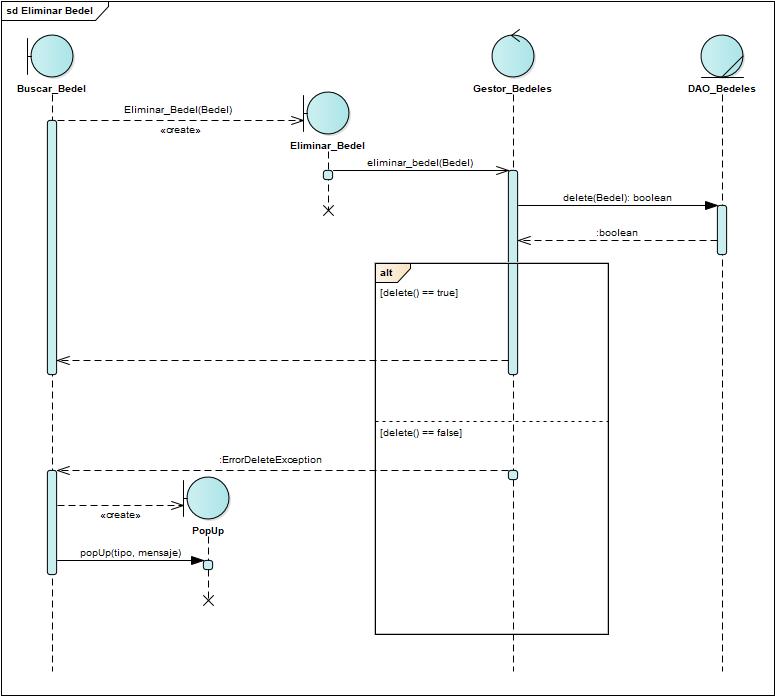 sd Eliminar Bedel
Buscar_Bedel
Gestor_Bedeles
DAO_Bedeles
Eliminar_Bedel(Bedel)
«create»
Eliminar_Bedel
eliminar_bedel(Bedel)
delete(Bedel): boolean
:boolean
alt
[delete() == true]
[delete() == false]
:ErrorDeleteException
«create»
PopUp
popUp(tipo, mensaje)